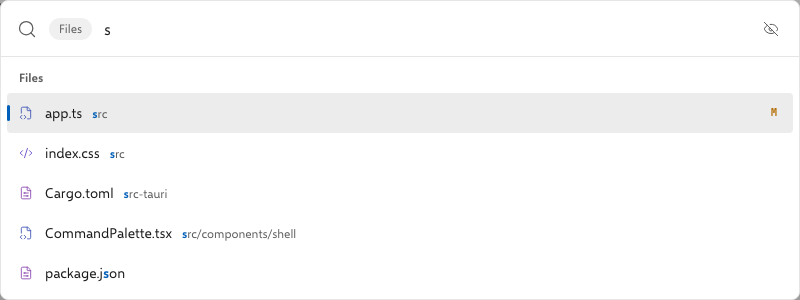 Files s
Files
app.ts src M
index.css src
Cargo.toml src-tauri
CommandPalette.tsx src/components/shell
package.json